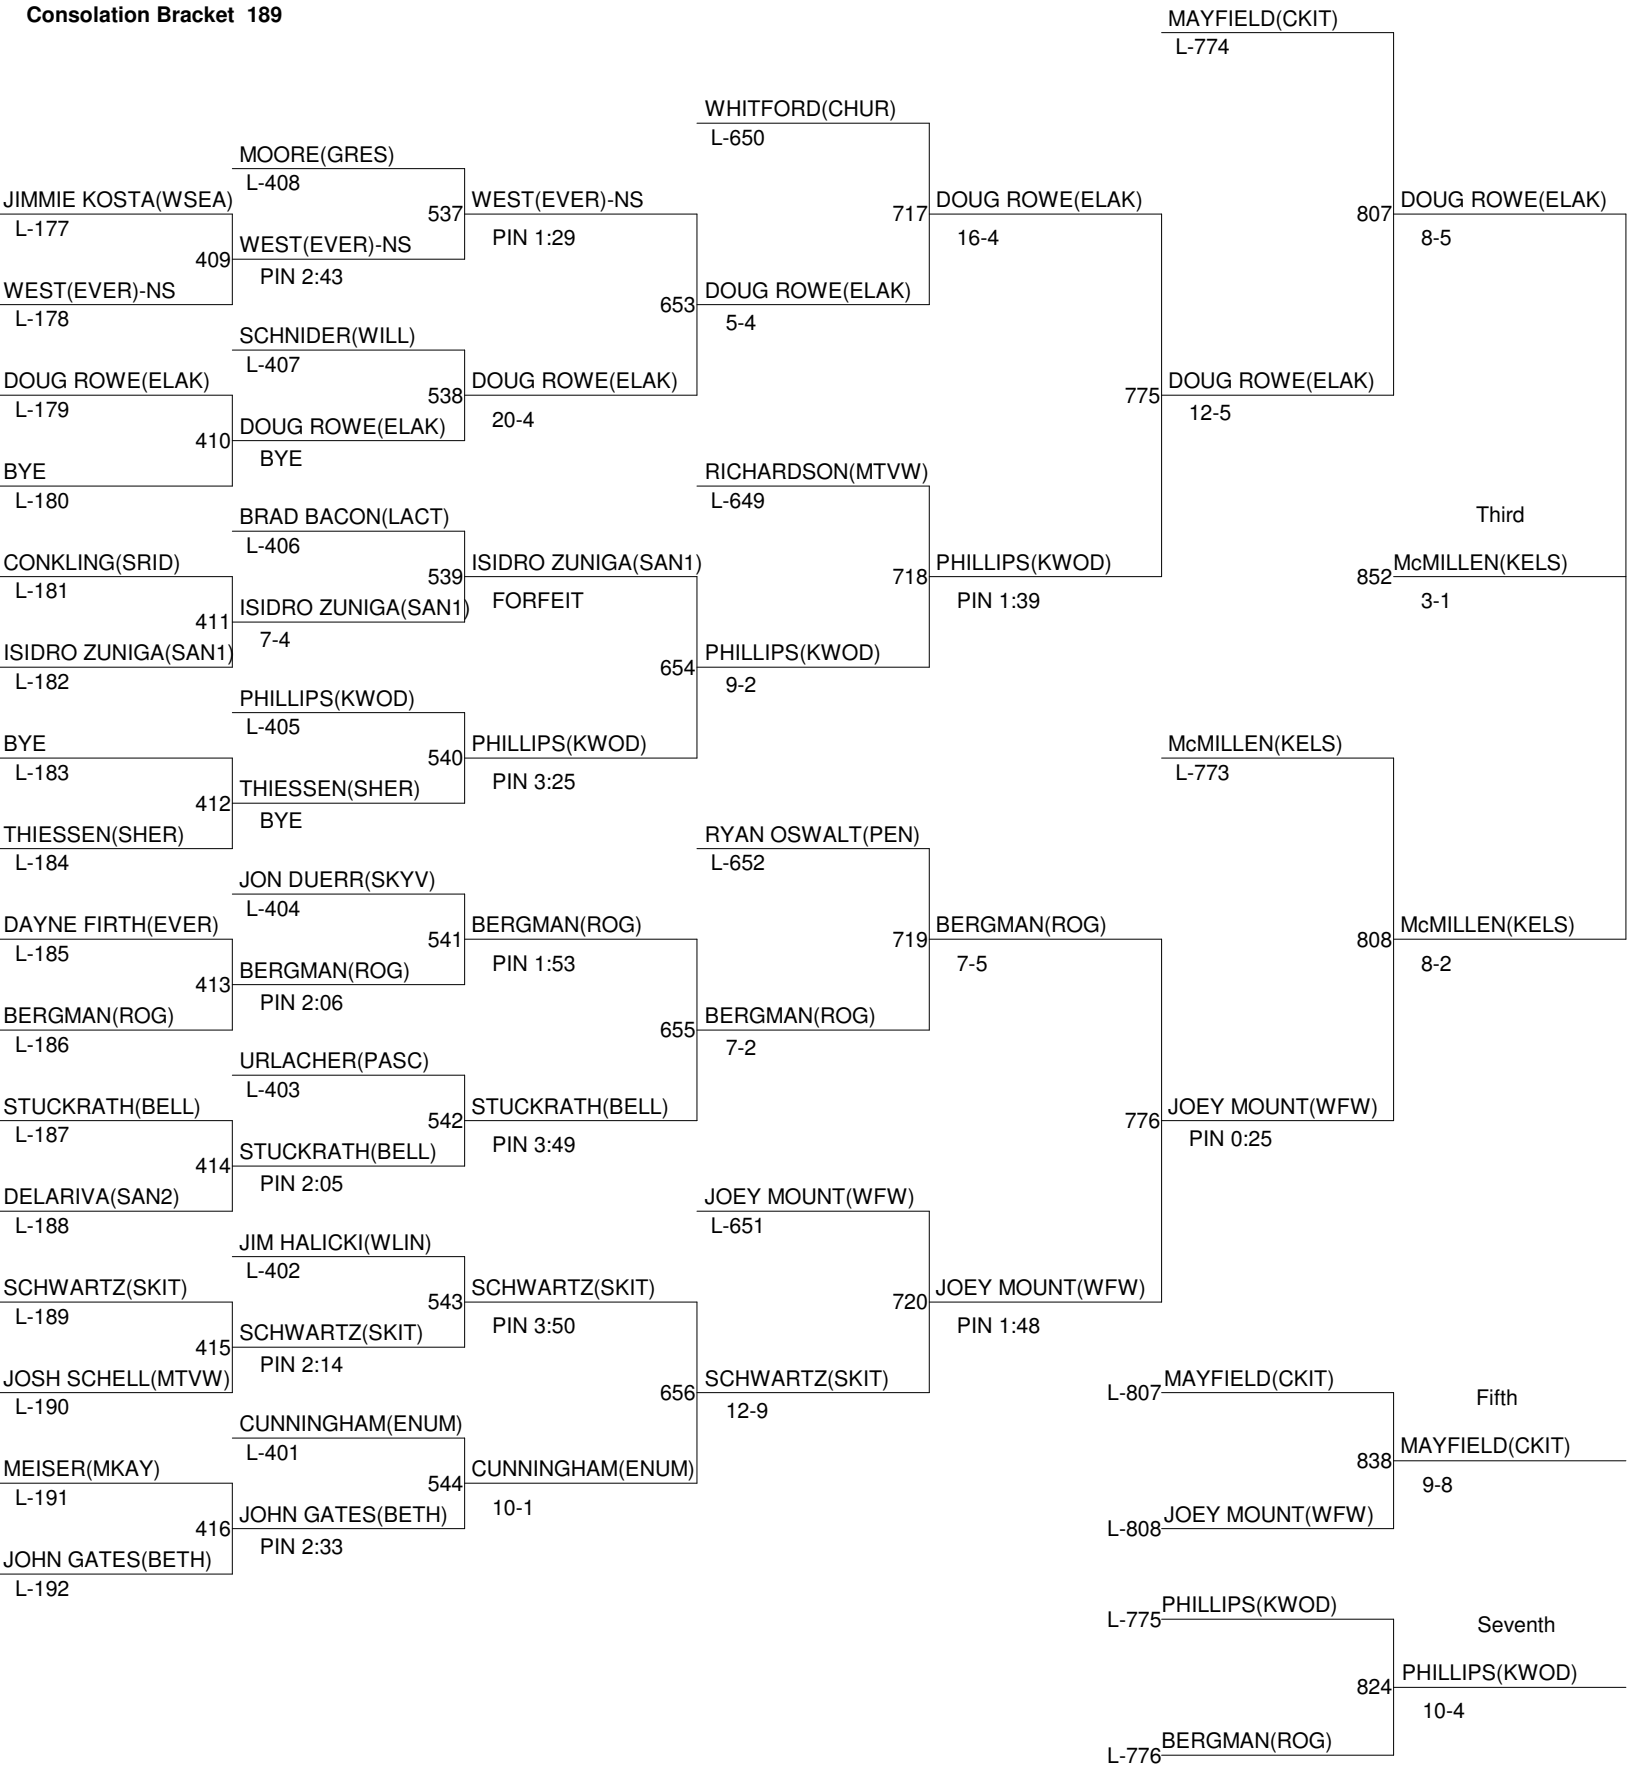 Consolation Bracket 189
MAYFIELD(CKIT)
L-774
WHITFORD(CHUR)
L-650
MOORE(GRES)
L-408
JIMMIE KOSTA(WSEA)
L-177
537
WEST(EVER)-NS
PIN 1:29
717
DOUG ROWE(ELAK)
16-4
807
DOUG ROWE(ELAK)
8-5
409
WEST(EVER)-NS
PIN 2:43
WEST(EVER)-NS
L-178
653
DOUG ROWE(ELAK)
5-4
SCHNIDER(WILL)
L-407
DOUG ROWE(ELAK)
L-179
538
DOUG ROWE(ELAK)
20-4
775
DOUG ROWE(ELAK)
12-5
410
DOUG ROWE(ELAK)
BYE
BYE
L-180
RICHARDSON(MTVW)
L-649
BRAD BACON(LACT)
L-406
Third
CONKLING(SRID)
L-181
539
ISIDRO ZUNIGA(SAN1)
FORFEIT
718
PHILLIPS(KWOD)
PIN 1:39
852
McMILLEN(KELS)
3-1
411
ISIDRO ZUNIGA(SAN1)
7-4
ISIDRO ZUNIGA(SAN1)
L-182
654
PHILLIPS(KWOD)
9-2
PHILLIPS(KWOD)
L-405
BYE
L-183
540
PHILLIPS(KWOD)
PIN 3:25
McMILLEN(KELS)
L-773
412
THIESSEN(SHER)
BYE
THIESSEN(SHER)
L-184
RYAN OSWALT(PEN)
L-652
JON DUERR(SKYV)
L-404
DAYNE FIRTH(EVER)
L-185
541
BERGMAN(ROG)
PIN 1:53
719
BERGMAN(ROG)
7-5
808
McMILLEN(KELS)
8-2
413
BERGMAN(ROG)
PIN 2:06
BERGMAN(ROG)
L-186
655
BERGMAN(ROG)
7-2
URLACHER(PASC)
L-403
STUCKRATH(BELL)
L-187
542
STUCKRATH(BELL)
PIN 3:49
776
JOEY MOUNT(WFW)
PIN 0:25
414
STUCKRATH(BELL)
PIN 2:05
DELARIVA(SAN2)
L-188
JOEY MOUNT(WFW)
L-651
JIM HALICKI(WLIN)
L-402
SCHWARTZ(SKIT)
L-189
543
SCHWARTZ(SKIT)
PIN 3:50
720
JOEY MOUNT(WFW)
PIN 1:48
415
SCHWARTZ(SKIT)
PIN 2:14
JOSH SCHELL(MTVW)
L-190
656
SCHWARTZ(SKIT)
12-9
L-807
MAYFIELD(CKIT)
Fifth
CUNNINGHAM(ENUM)
L-401
838
MAYFIELD(CKIT)
9-8
MEISER(MKAY)
L-191
544
CUNNINGHAM(ENUM)
10-1
416
JOHN GATES(BETH)
PIN 2:33
L-808
JOEY MOUNT(WFW)
JOHN GATES(BETH)
L-192
L-775
PHILLIPS(KWOD)
Seventh
824
PHILLIPS(KWOD)
10-4
L-776
BERGMAN(ROG)